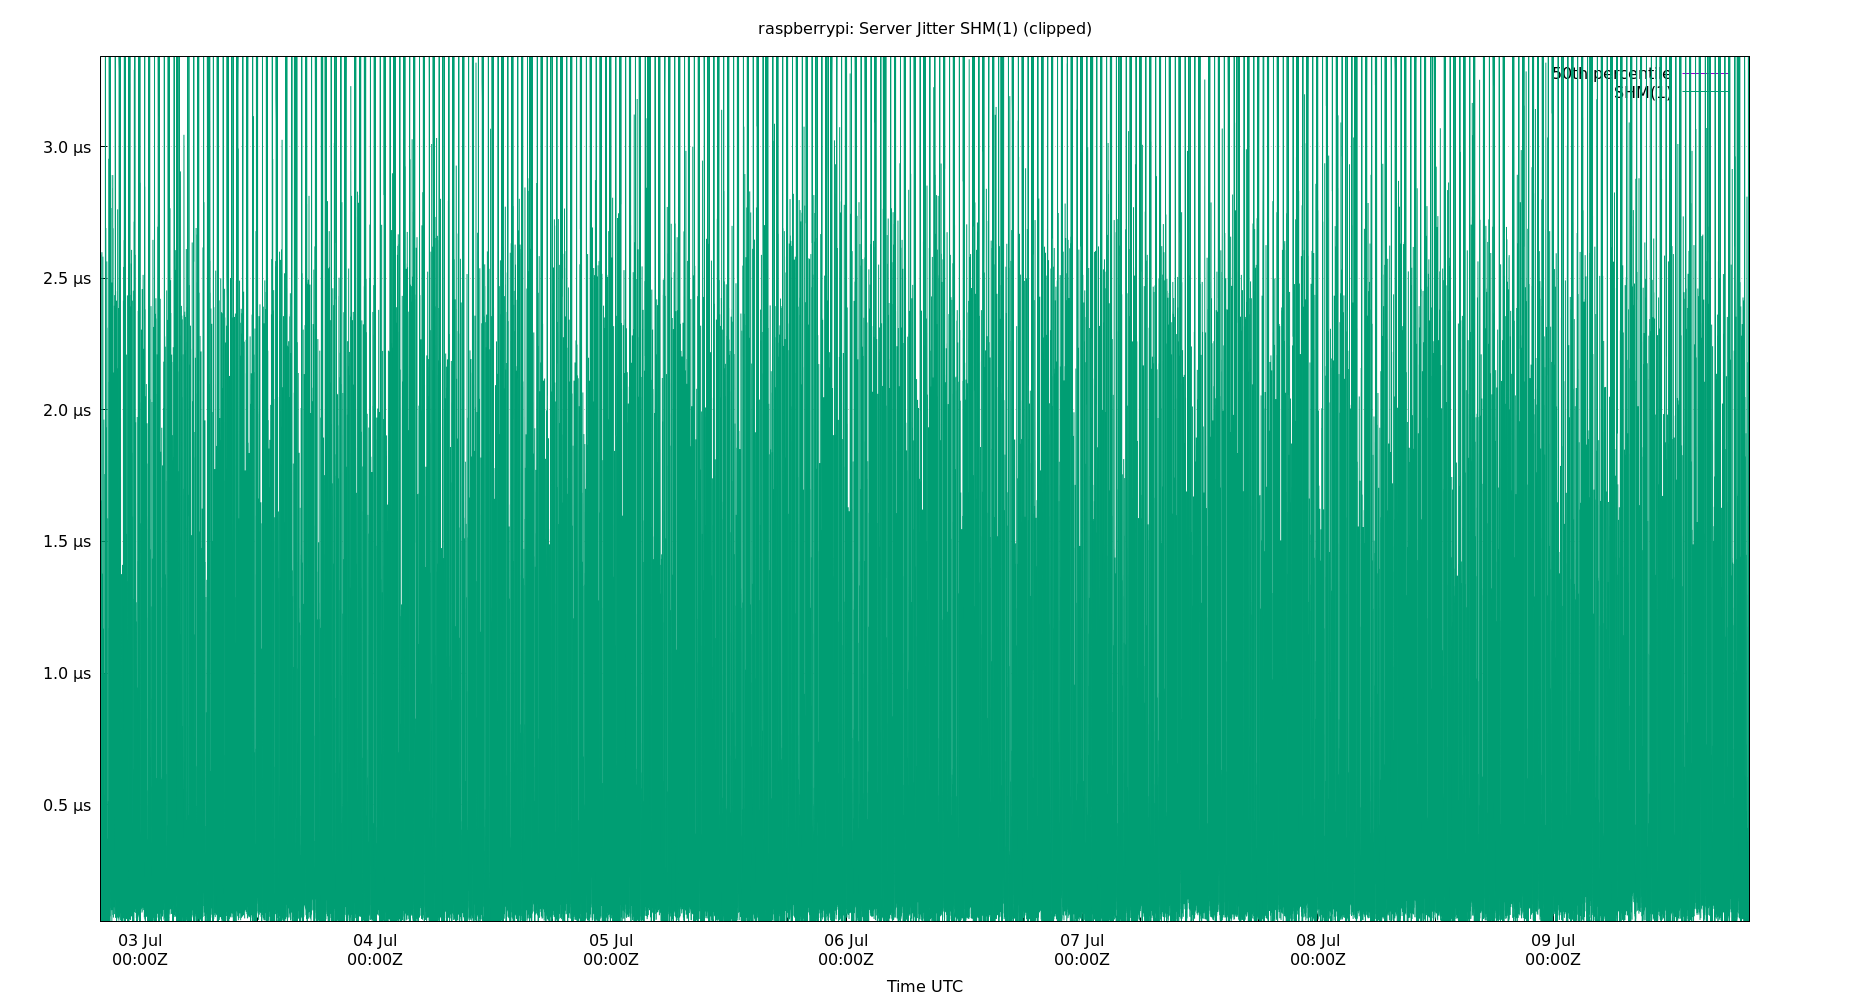 raspberrypi: Server Jitter SHM(1) (clipped)
50th percentile
SHM(1)
3.0 µs
2.5 µs
2.0 µs
1.5 µs
1.0 µs
0.5 µs
03 Jul 04 Jul 05 Jul 06 Jul 07 Jul 08 Jul 09 Jul
00:00Z 00:00Z 00:00Z 00:00Z 00:00Z 00:00Z 00:00Z
Time UTC